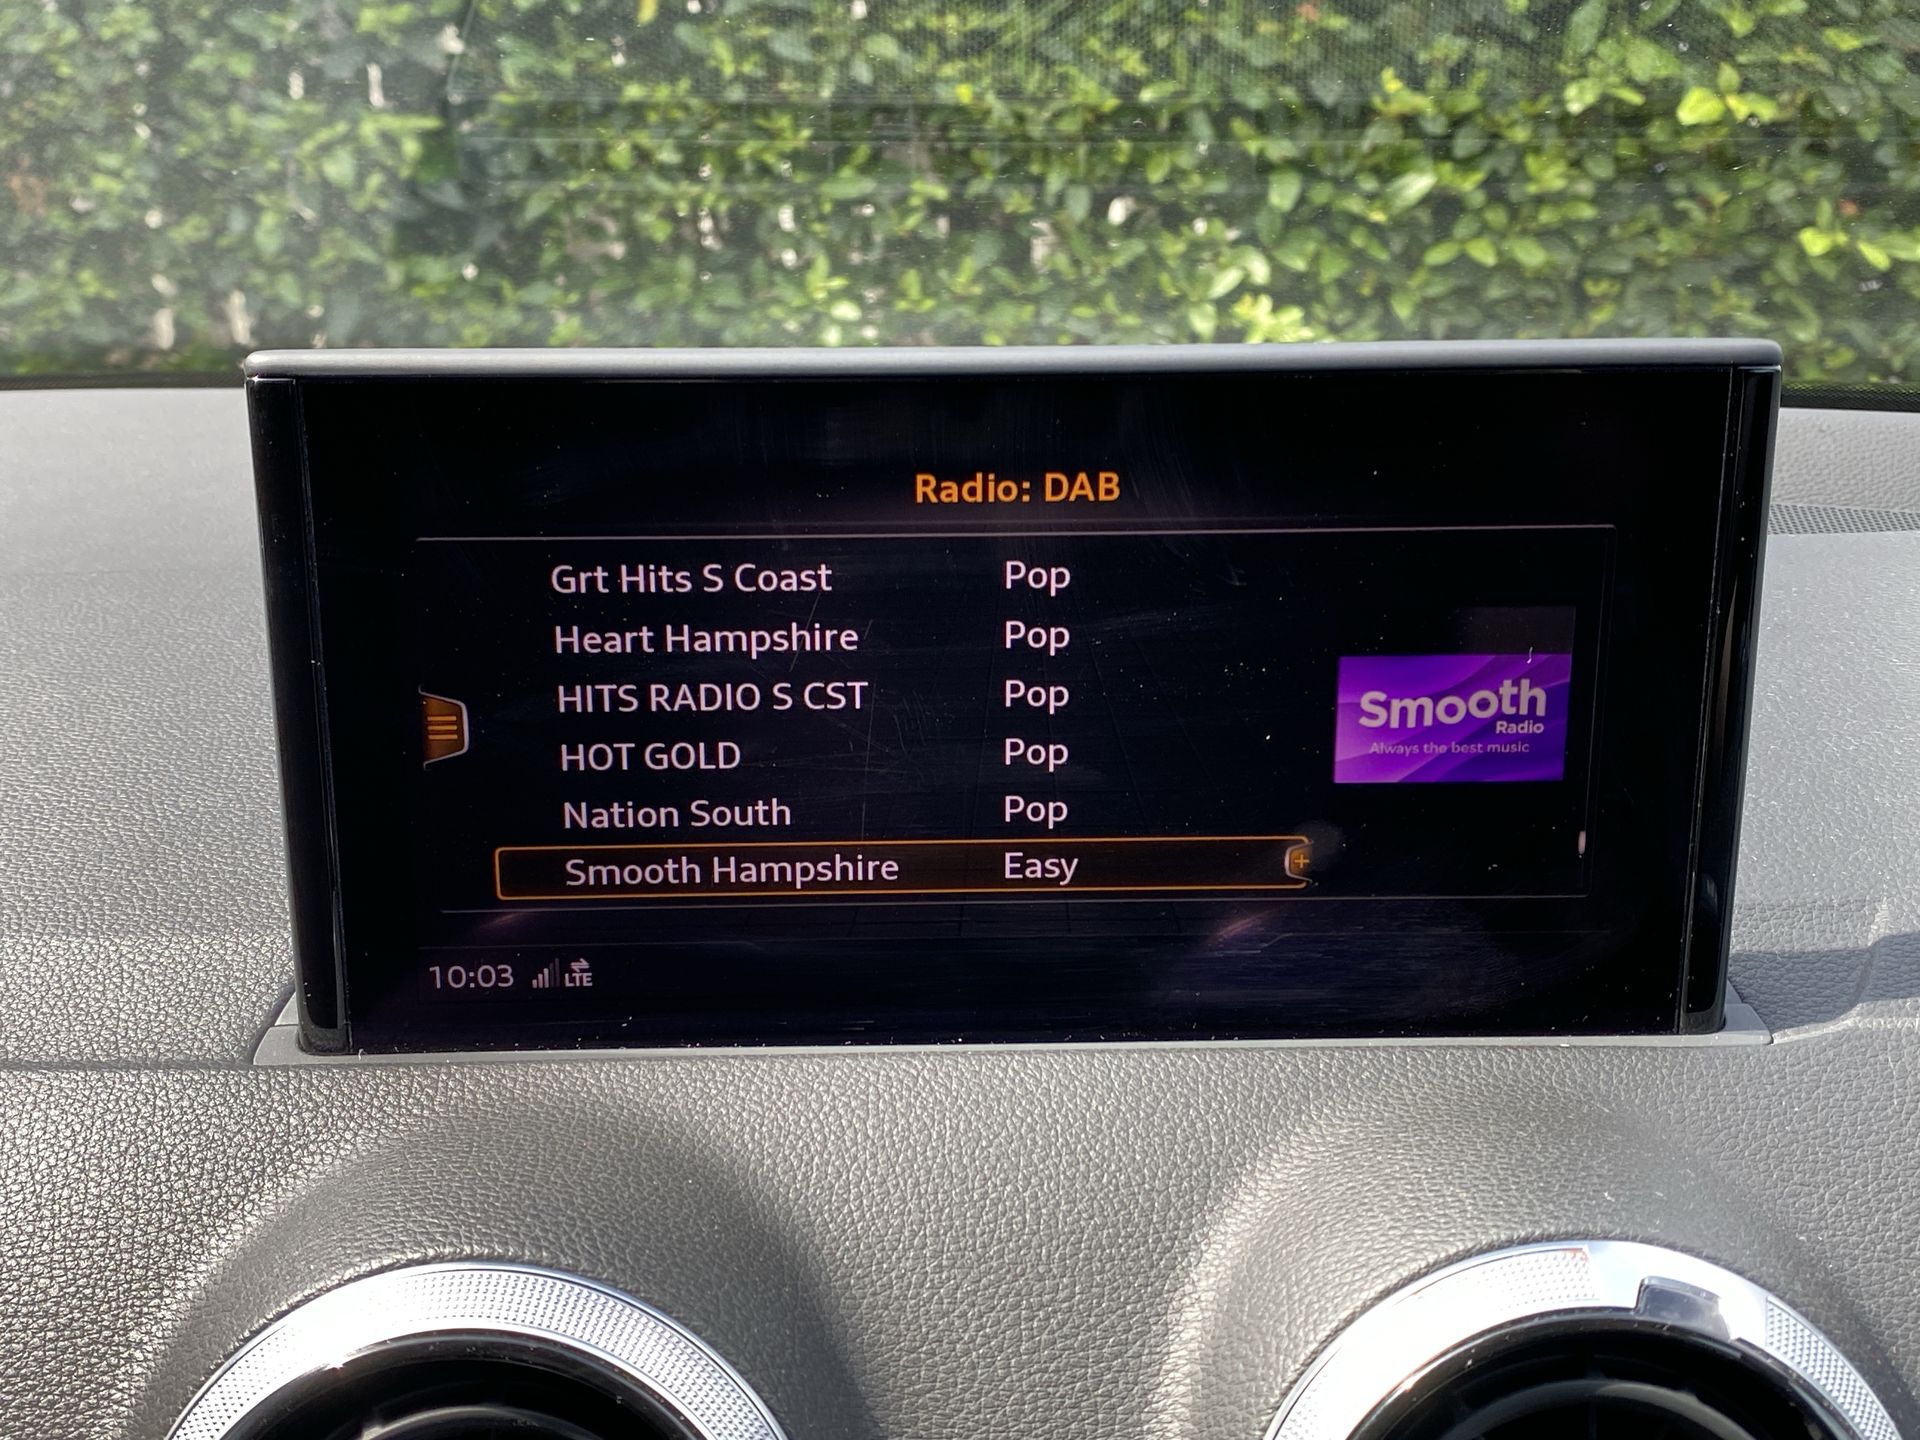 Radio: DAB
Grt Hits S Coast Pop
Heart Hampshire Pop
HITS RADIO S CST Pop
HOT GOLD Pop
Nation South Pop
Smooth Hampshire Easy +
Smooth
Radio
Always the best music
10:03 LTE